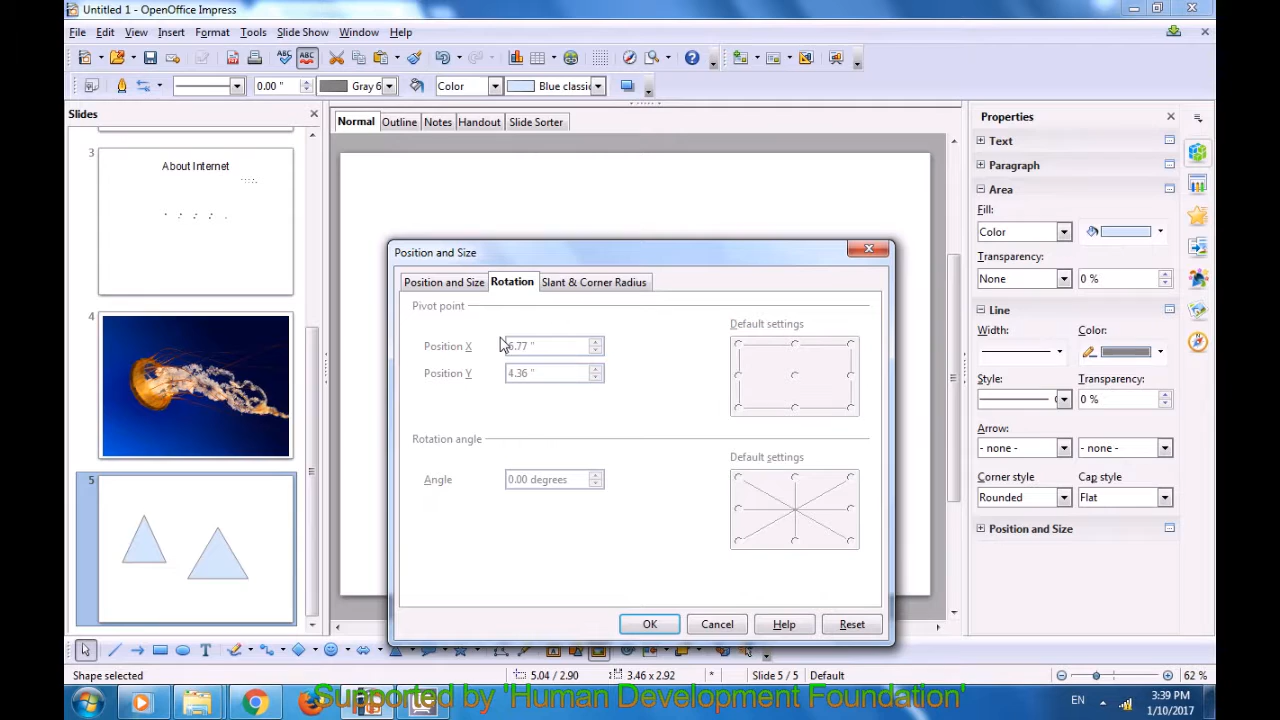 Untitled 1 - OpenOffice Impress
File Edit View Insert Format Tools Slide Show Window Help
0.00 " Gray 6 Color Blue classic
Slides
Normal Outline Notes Handout Slide Sorter
3
About Internet
4
5
Position and Size
Position and Size Rotation Slant & Corner Radius
Pivot point
Default settings
Position X 6.77 "
Position Y 4.36 "
Rotation angle
Default settings
Angle 0.00 degrees
OK Cancel Help Reset
Properties
Text
Paragraph
Area
Fill:
Color
Transparency:
None 0 %
Line
Width: Color:
Style: Transparency:
0 %
Arrow:
- none - - none -
Corner style Cap style
Rounded Flat
Position and Size
Shape selected 5.04 / 2.90 3.46 x 2.92 * Slide 5 / 5 Default 62 %
Supported by 'Human Development Foundation'
EN 3:39 PM
1/10/2017